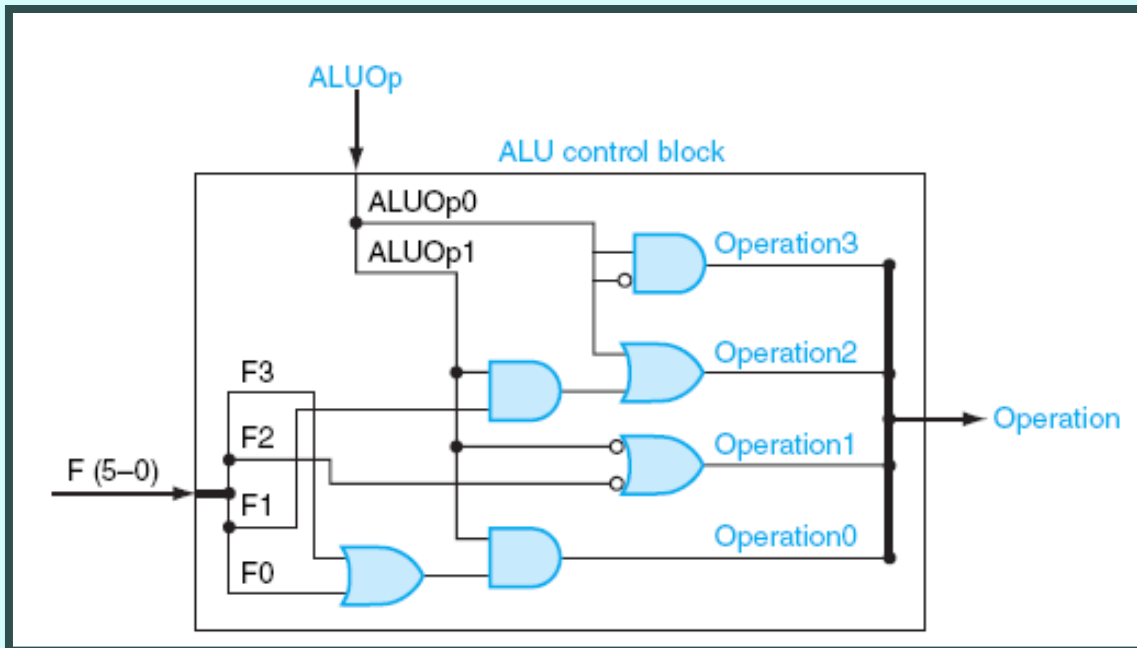 ALUOp
ALU control block
ALUOp0
ALUOp1
Operation3
Operation2
F3
F2
Operation1
Operation
F (5–0)
F1
Operation0
F0